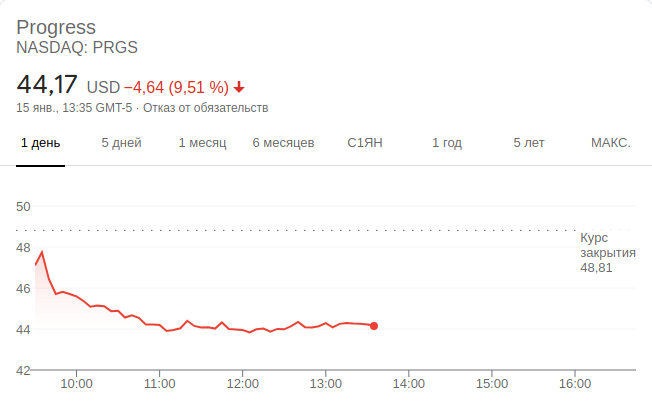 Progress
NASDAQ: PRGS
44,17 USD −4,64 (9,51 %)
15 янв., 13:35 GMT-5 · Отказ от обязательств
1 день 5 дней 1 месяц 6 месяцев С1ЯН 1 год 5 лет МАКС.
50
48
46
44
42
Курс
закрытия
48,81
10:00 11:00 12:00 13:00 14:00 15:00 16:00